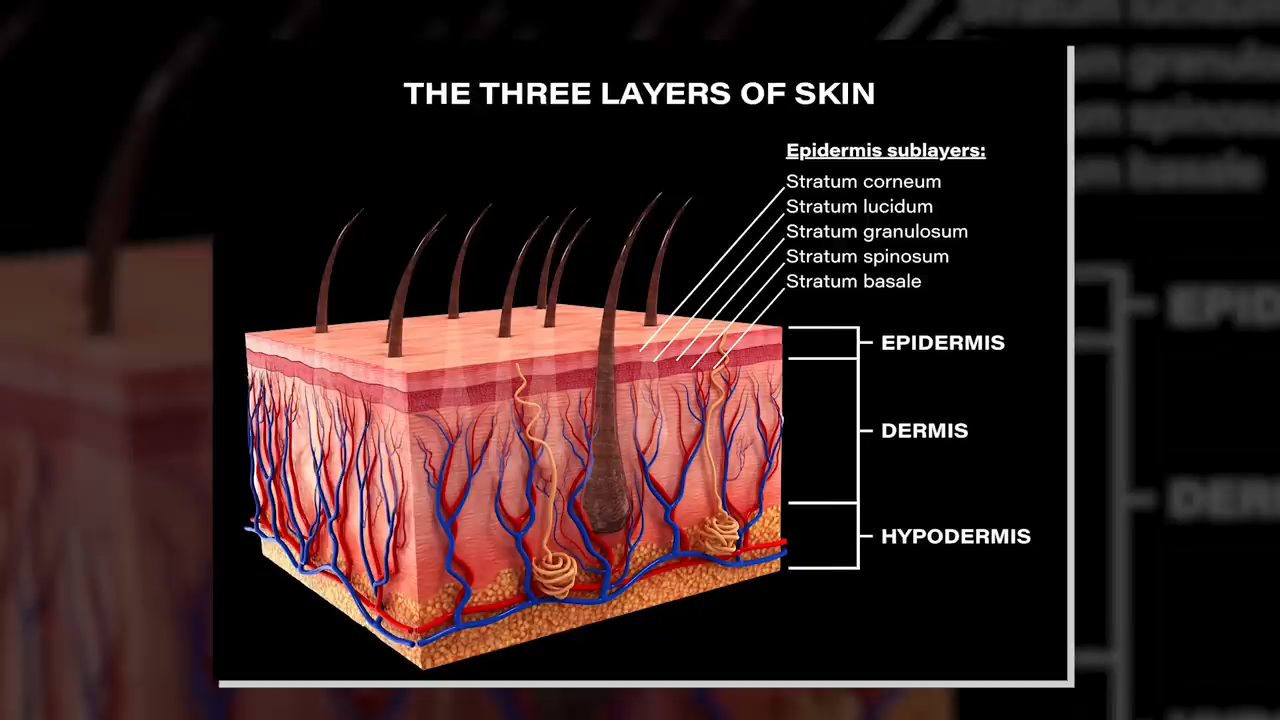 THE THREE LAYERS OF SKIN
Epidermis sublayers:
Stratum corneum
Stratum lucidum
Stratum granulosum
Stratum spinosum
Stratum basale
EPIDERMIS
DERMIS
HYPODERMIS